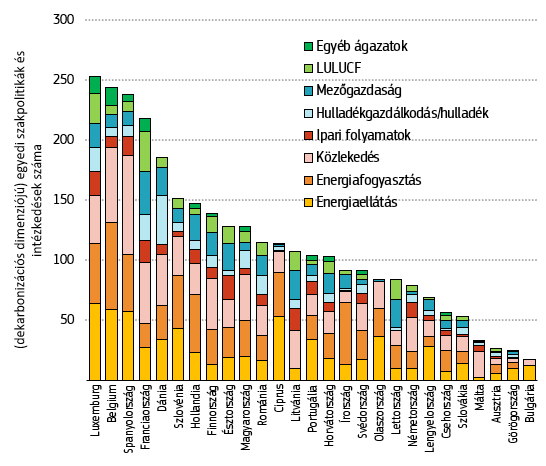 (dekarbonizációs dimenziójú) egyedi szakpolitikák és
intézkedések száma
300
250
200
150
100
50
Egyéb ágazatok
LULUCF
Mezőgazdaság
Hulladékgazdálkodás/hulladék
Ipari folyamatok
Közlekedés
Energiafogyasztás
Energiaellátás
Luxemburg
Belgium
Spanyolország
Franciaország
Dánia
Szlovénia
Hollandia
Finnország
Észtország
Magyarország
Románia
Ciprus
Litvánia
Portugália
Horvátország
Írország
Svédország
Olaszország
Lettország
Németország
Lengyelország
Csehország
Szlovákia
Málta
Ausztria
Görögország
Bulgária